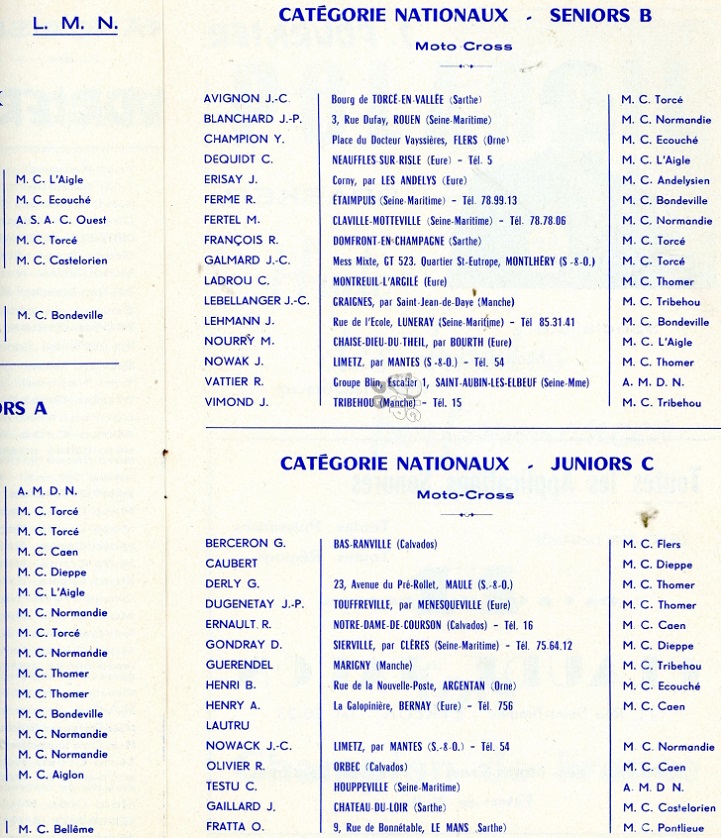 L. M. N.
M. C. L'Aigle
M. C. Ecouché
A. S. A. C. Ouest
M. C. Torcé
M. C. Castelorien
M. C. Bondeville
ORS A
A. M. D. N.
M. C. Torcé
M. C. Torcé
M. C. Caen
M. C. Dieppe
M. C. L'Aigle
M. C. Normandie
M. C. Torcé
M. C. Normandie
M. C. Thomer
M. C. Thomer
M. C. Bondeville
M. C. Normandie
M. C. Normandie
M. C. Aiglon
M. C. Bellême
CATÉGORIE NATIONAUX - SENIORS B
Moto-Cross
AVIGNON J.-C. Bourg de TORCÉ-EN-VALLÉE (Sarthe) M. C. Torcé
BLANCHARD J.-P. 3, Rue Dufay, ROUEN (Seine-Maritime) M. C. Normandie
CHAMPION Y. Place du Docteur Vayssières, FLERS (Orne) M. C. Ecouché
DEQUIDT C. NEAUFFLES-SUR-RISLE (Eure) - Tél. 5 M. C. L'Aigle
ERISAY J. Corny, par LES ANDELYS (Eure) M. C. Andelysien
FERME R. ÉTAIMPUIS (Seine-Maritime) - Tél. 78.99.13 M. C. Bondeville
FERTEL M. CLAVILLE-MOTTEVILLE (Seine-Maritime) - Tél. 78.78.06 M. C. Normandie
FRANÇOIS R. DOMFRONT-EN-CHAMPAGNE (Sarthe) M. C. Torcé
GALMARD J.-C. Mess Mixte, GT 523. Quartier St-Eutrope, MONTLHÉRY (S.-&-O.) M. C. Torcé
LADROU C. MONTREUIL-L'ARGILÉ (Eure) M. C. Thomer
LEBELLANGER J.-C. GRAIGNES, par Saint-Jean-de-Daye (Manche) M. C. Tribehou
LEHMANN J. Rue de l'Ecole, LUNERAY (Seine-Maritime) - Tél 85.31.41 M. C. Bondeville
NOURRY M. CHAISE-DIEU-DU-THEIL, par BOURTH (Eure) M. C. L'Aigle
NOWAK J. LIMETZ, par MANTES (S.-&-O.) - Tél. 54 M. C. Thomer
VATTIER R. Groupe Blin, Escalier 1, SAINT-AUBIN-LES-ELBEUF (Seine-Mme) A. M. D. N.
VIMOND J. TRIBEHOU (Manche) - Tél. 15 M. C. Tribehou
CATÉGORIE NATIONAUX - JUNIORS C
Moto-Cross
BERCERON G. BAS-RANVILLE (Calvados) M. C. Flers
CAUBERT M. C. Dieppe
DERLY G. 23, Avenue du Pré-Rollet, MAULE (S.-&-O.) M. C. Thomer
DUGENETAY J.-P. TOUFFREVILLE, par MENESQUEVILLE (Eure) M. C. Thomer
ERNAULT R. NOTRE-DAME-DE-COURSON (Calvados) - Tél. 16 M. C. Caen
GONDRAY D. SIERVILLE, par CLÈRES (Seine-Maritime) - Tél. 75.64.12 M. C. Dieppe
GUERENDEL MARIGNY (Manche) M. C. Tribehou
HENRI B. Rue de la Nouvelle-Poste, ARGENTAN (Orne) M. C. Ecouché
HENRY A. La Galopinière, BERNAY (Eure) - Tél. 756 M. C. Caen
LAUTRU
NOWACK J.-C. LIMETZ, par MANTES (S.-&-O.) - Tél. 54 M C. Normandie
OLIVIER R. ORBEC (Calvados) M. C. Caen
TESTU C. HOUPPEVILLE (Seine-Maritime) A. M. D. N.
GAILLARD J. CHATEAU-DU-LOIR (Sarthe) M. C. Castelorien
FRATTA O. 9, Rue de Bonnétable, LE MANS (Sarthe) M. C. Pontlieue